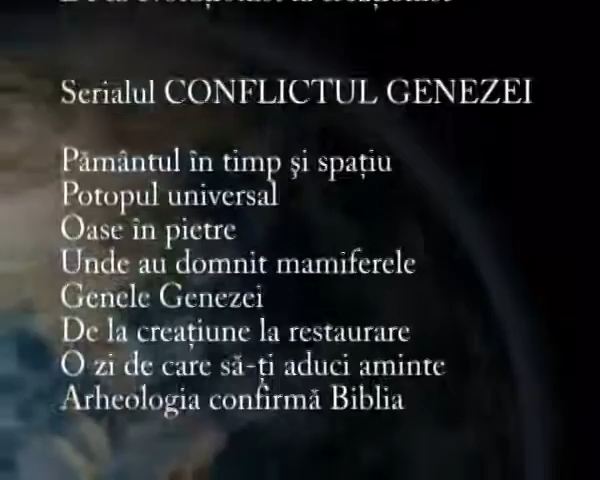 Serialul CONFLICTUL GENEZEI
Pământul în timp şi spațiu
Potopul universal
Oase în pietre
Unde au domnit mamiferele
Genele Genezei
De la creațiune la restaurare
O zi de care să-ți aduci aminte
Arheologia confirmă Biblia